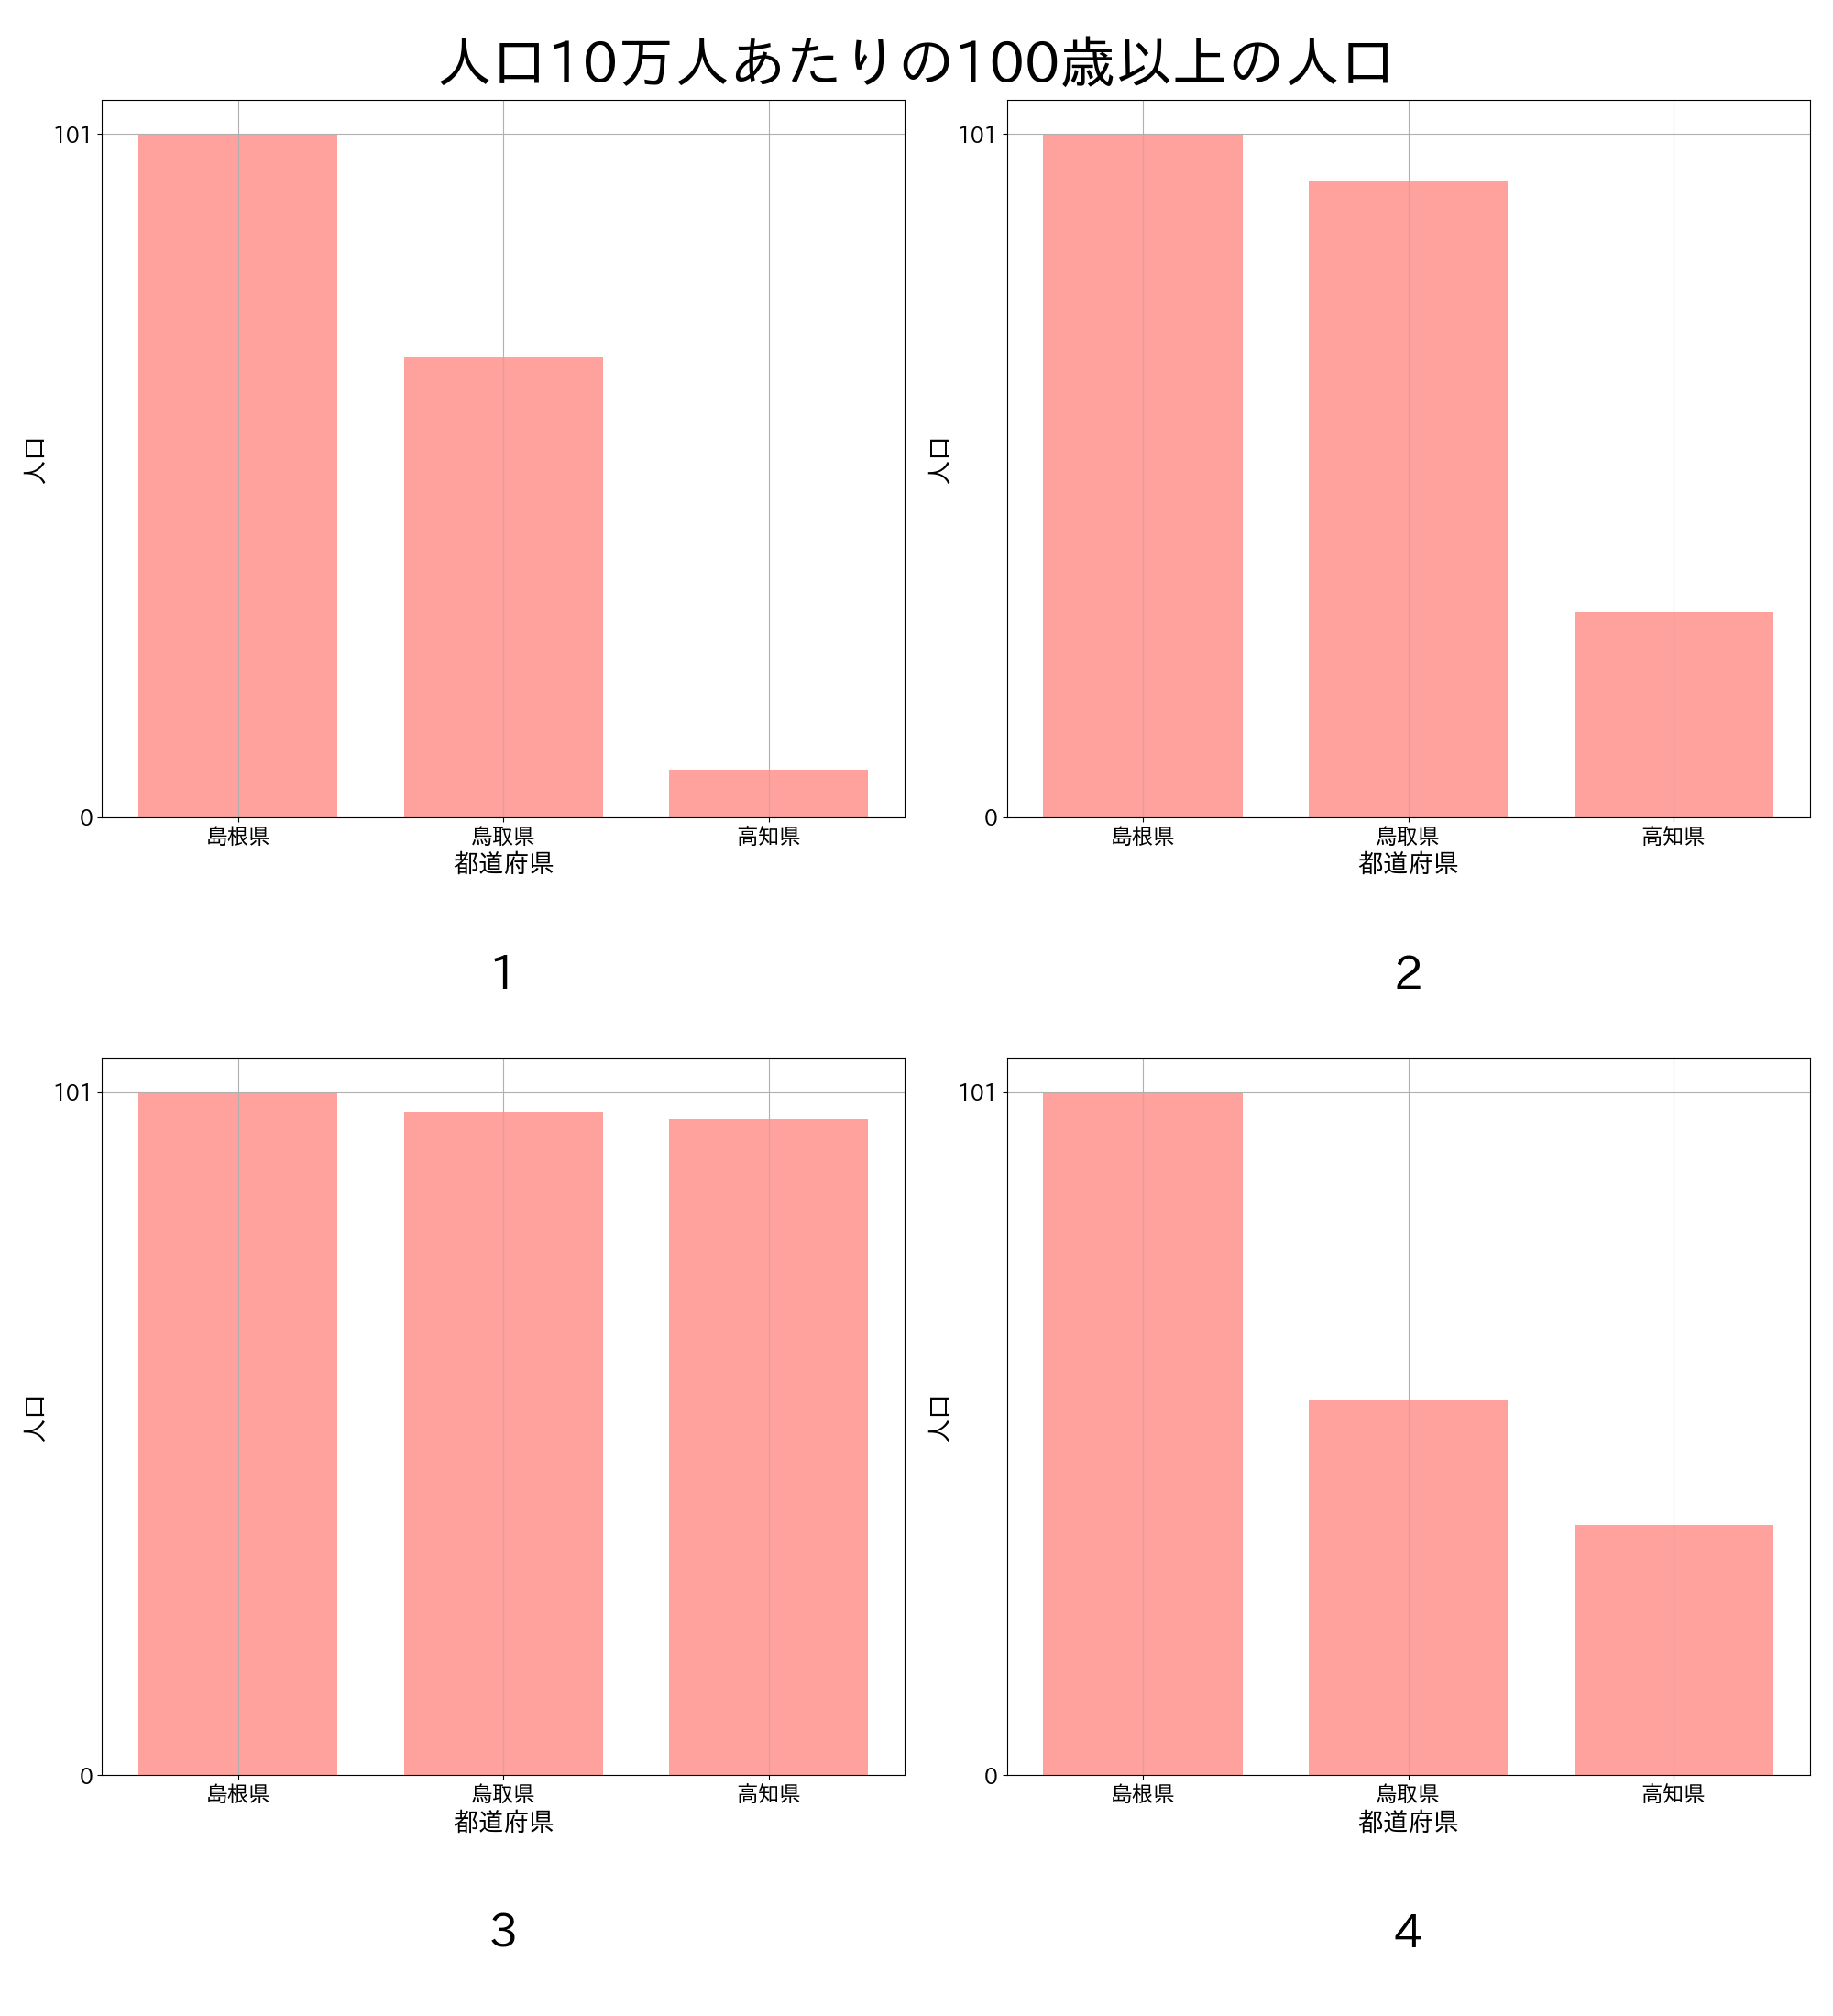 人口10万人あたりの100歳以上の人口
101
人口
0
島根県 鳥取県 高知県
都道府県
1
101
人口
0
島根県 鳥取県 高知県
都道府県
2
101
人口
0
島根県 鳥取県 高知県
都道府県
3
101
人口
0
島根県 鳥取県 高知県
都道府県
4